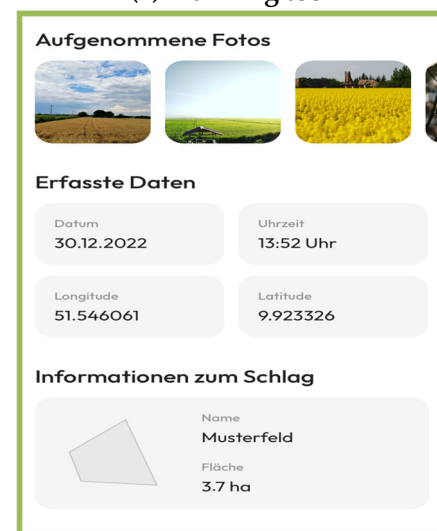 Aufgenommene Fotos
Erfasste Daten
Datum
30.12.2022
Uhrzeit
13:52 Uhr
Longitude
51.546061
Latitude
9.923326
Informationen zum Schlag
Name
Musterfeld
Fläche
3.7 ha